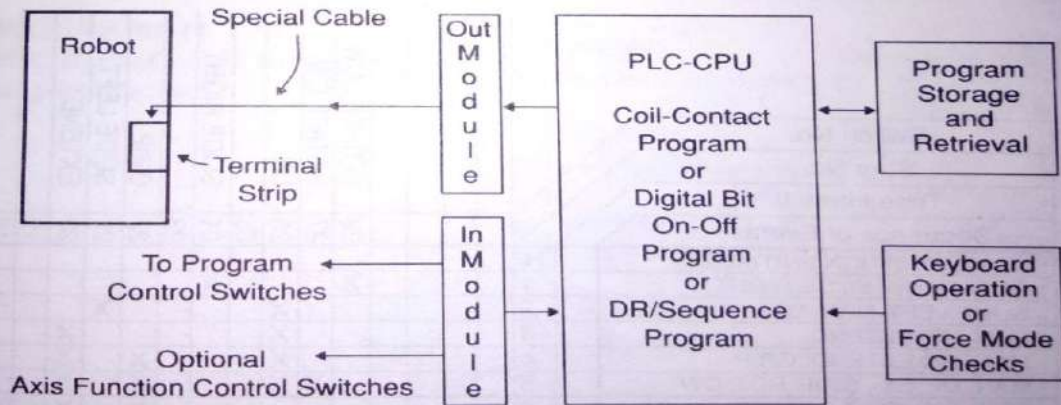 Special Cable
Robot
Terminal
Strip
Out
Module
PLC-CPU
Coil-Contact
Program
or
Digital Bit
On-Off
Program
or
DR/Sequence
Program
Program
Storage
and
Retrieval
In
Module
To Program
Control Switches
Optional
Axis Function Control Switches
Keyboard
Operation
or
Force Mode
Checks